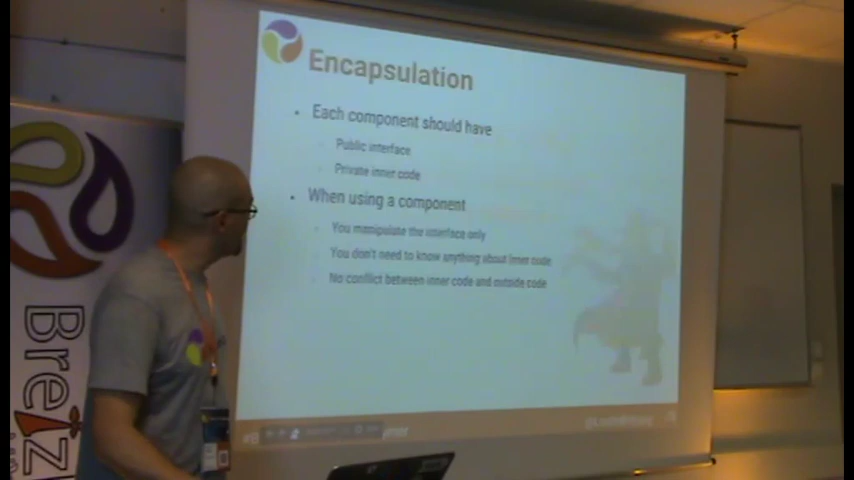 Encapsulation
Each component should have
Public interface
Private inner code
When using a component
You manipulate the interface only
You don't need to know anything about inner code
No conflict between inner code and outside code
Breiz